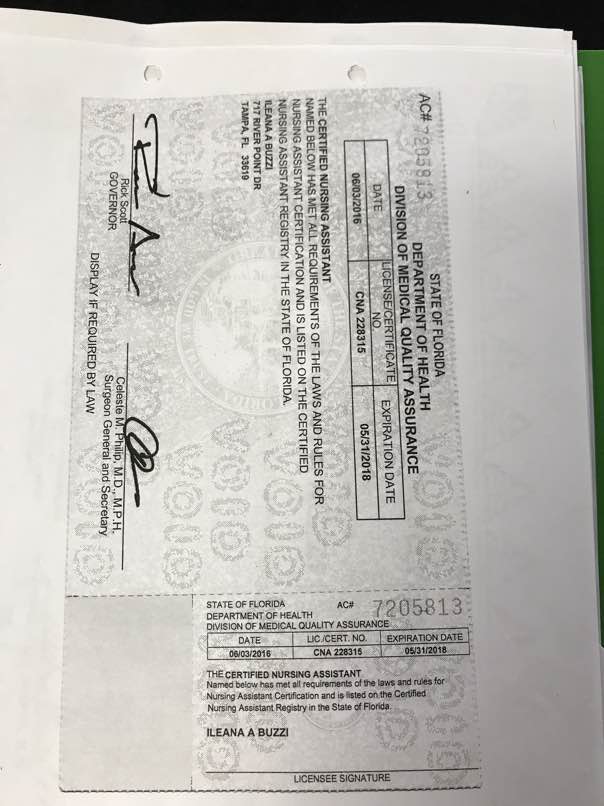 AC# 7205813
STATE OF FLORIDA
DEPARTMENT OF HEALTH
DIVISION OF MEDICAL QUALITY ASSURANCE
DATE LICENSE/CERTIFICATE NO. EXPIRATION DATE
06/03/2016 CNA 228315 05/31/2018
THE CERTIFIED NURSING ASSISTANT
NAMED BELOW HAS MET ALL REQUIREMENTS OF THE LAWS AND RULES FOR
NURSING ASSISTANT CERTIFICATION AND IS LISTED ON THE CERTIFIED
NURSING ASSISTANT REGISTRY IN THE STATE OF FLORIDA.
ILEANA A BUZZI
717 RIVER POINT DR
TAMPA, FL 33619
Rick Scott
GOVERNOR
Celeste M. Philip, M.D., M.P.H.
Surgeon General and Secretary
DISPLAY IF REQUIRED BY LAW
STATE OF FLORIDA AC# 7205813
DEPARTMENT OF HEALTH
DIVISION OF MEDICAL QUALITY ASSURANCE
DATE LIC./CERT. NO. EXPIRATION DATE
06/03/2016 CNA 228315 05/31/2018
THE CERTIFIED NURSING ASSISTANT
Named below has met all requirements of the laws and rules for
Nursing Assistant Certification and is listed on the Certified
Nursing Assistant Registry in the State of Florida.
ILEANA A BUZZI
LICENSEE SIGNATURE